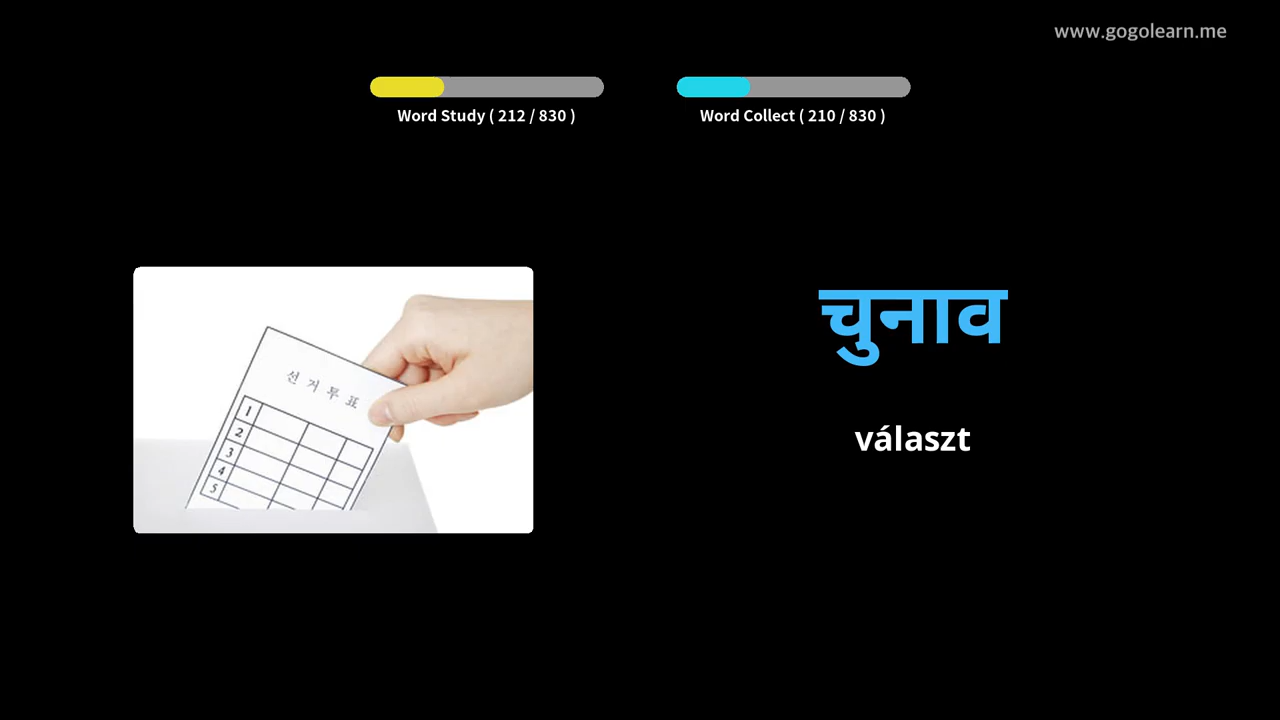 www.gogolearn.me
Word Study ( 212 / 830 )
Word Collect ( 210 / 830 )
선거투표
1
2
3
4
5
चुनाव
választ